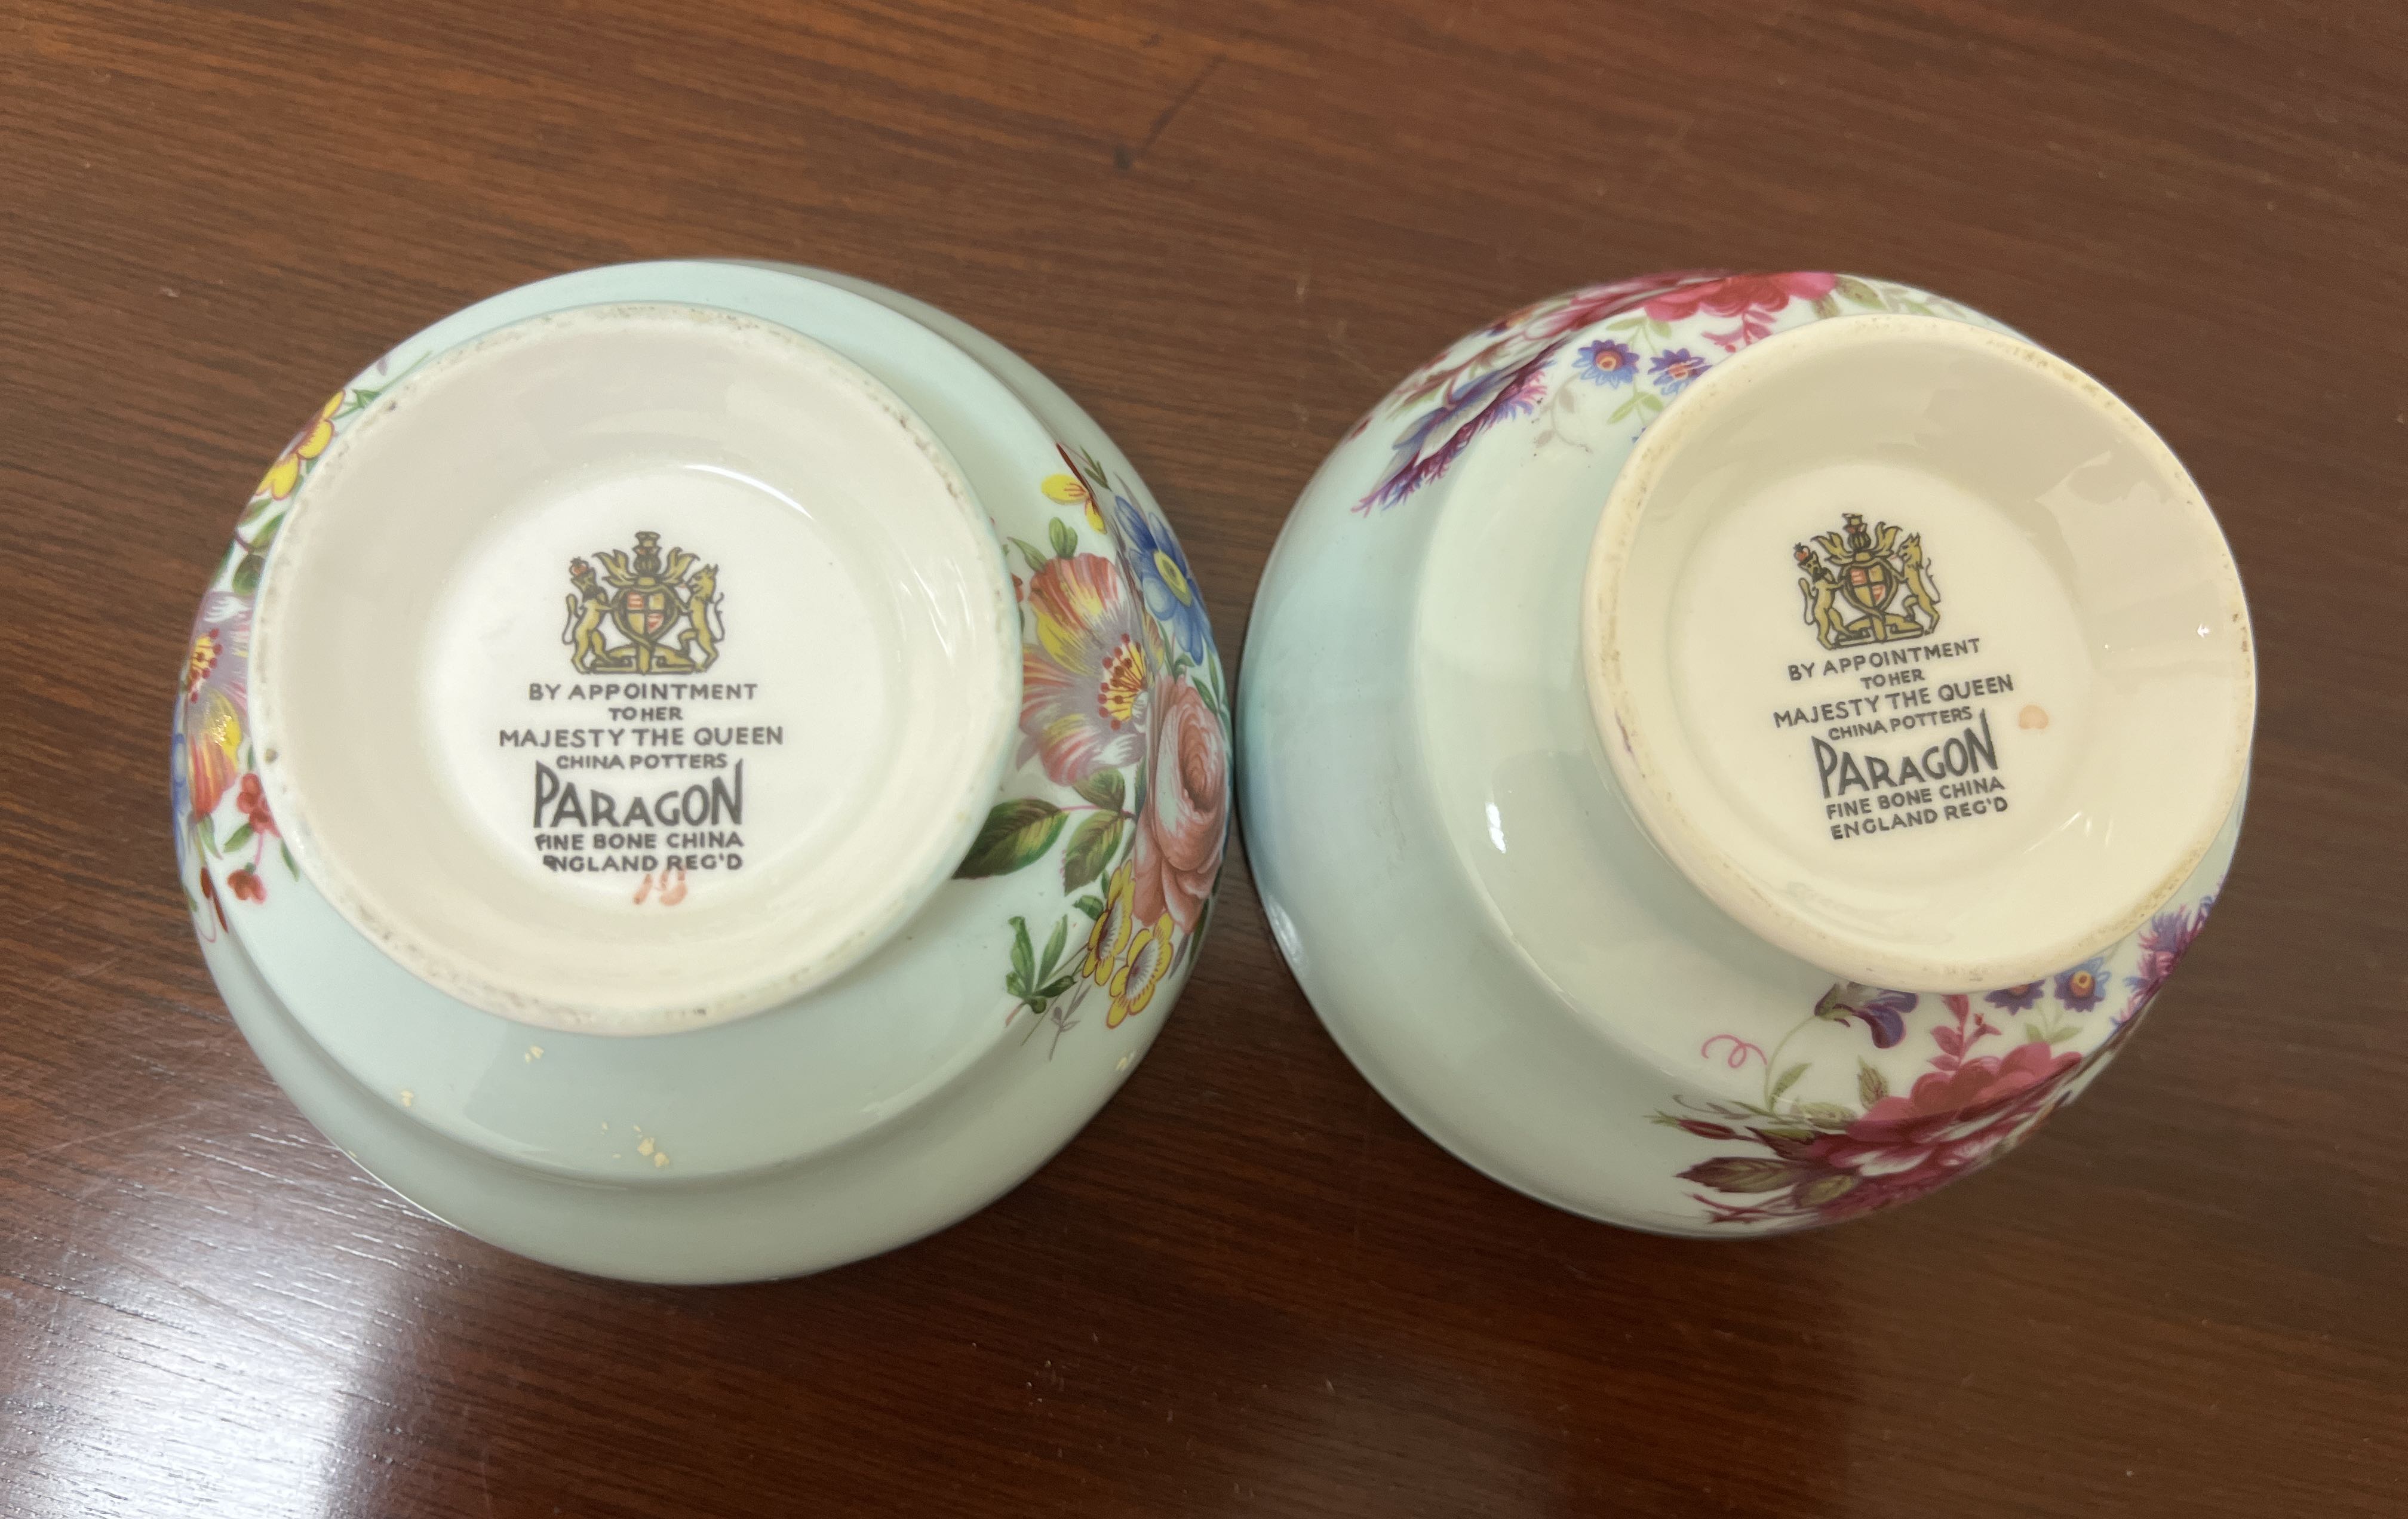 BY APPOINTMENT
TO HER
MAJESTY THE QUEEN
CHINA POTTERS
PARAGON
FINE BONE CHINA
ENGLAND REG'D
BY APPOINTMENT
TO HER
MAJESTY THE QUEEN
CHINA POTTERS
PARAGON
FINE BONE CHINA
ENGLAND REG'D